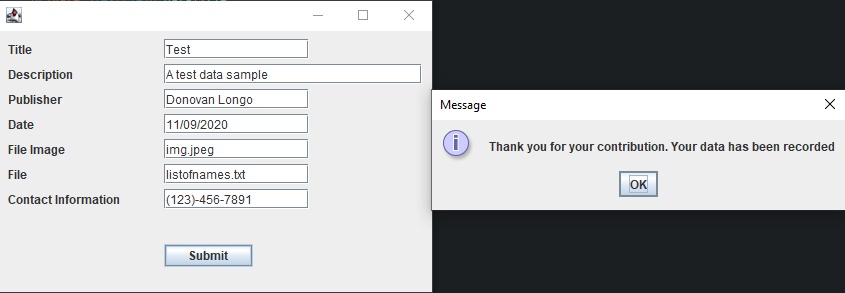 Title
Test
Description
A test data sample
Publisher
Donovan Longo
Date
11/09/2020
File Image
img.jpeg
File
listofnames.txt
Contact Information
(123)-456-7891
Submit
Message
Thank you for your contribution. Your data has been recorded
OK